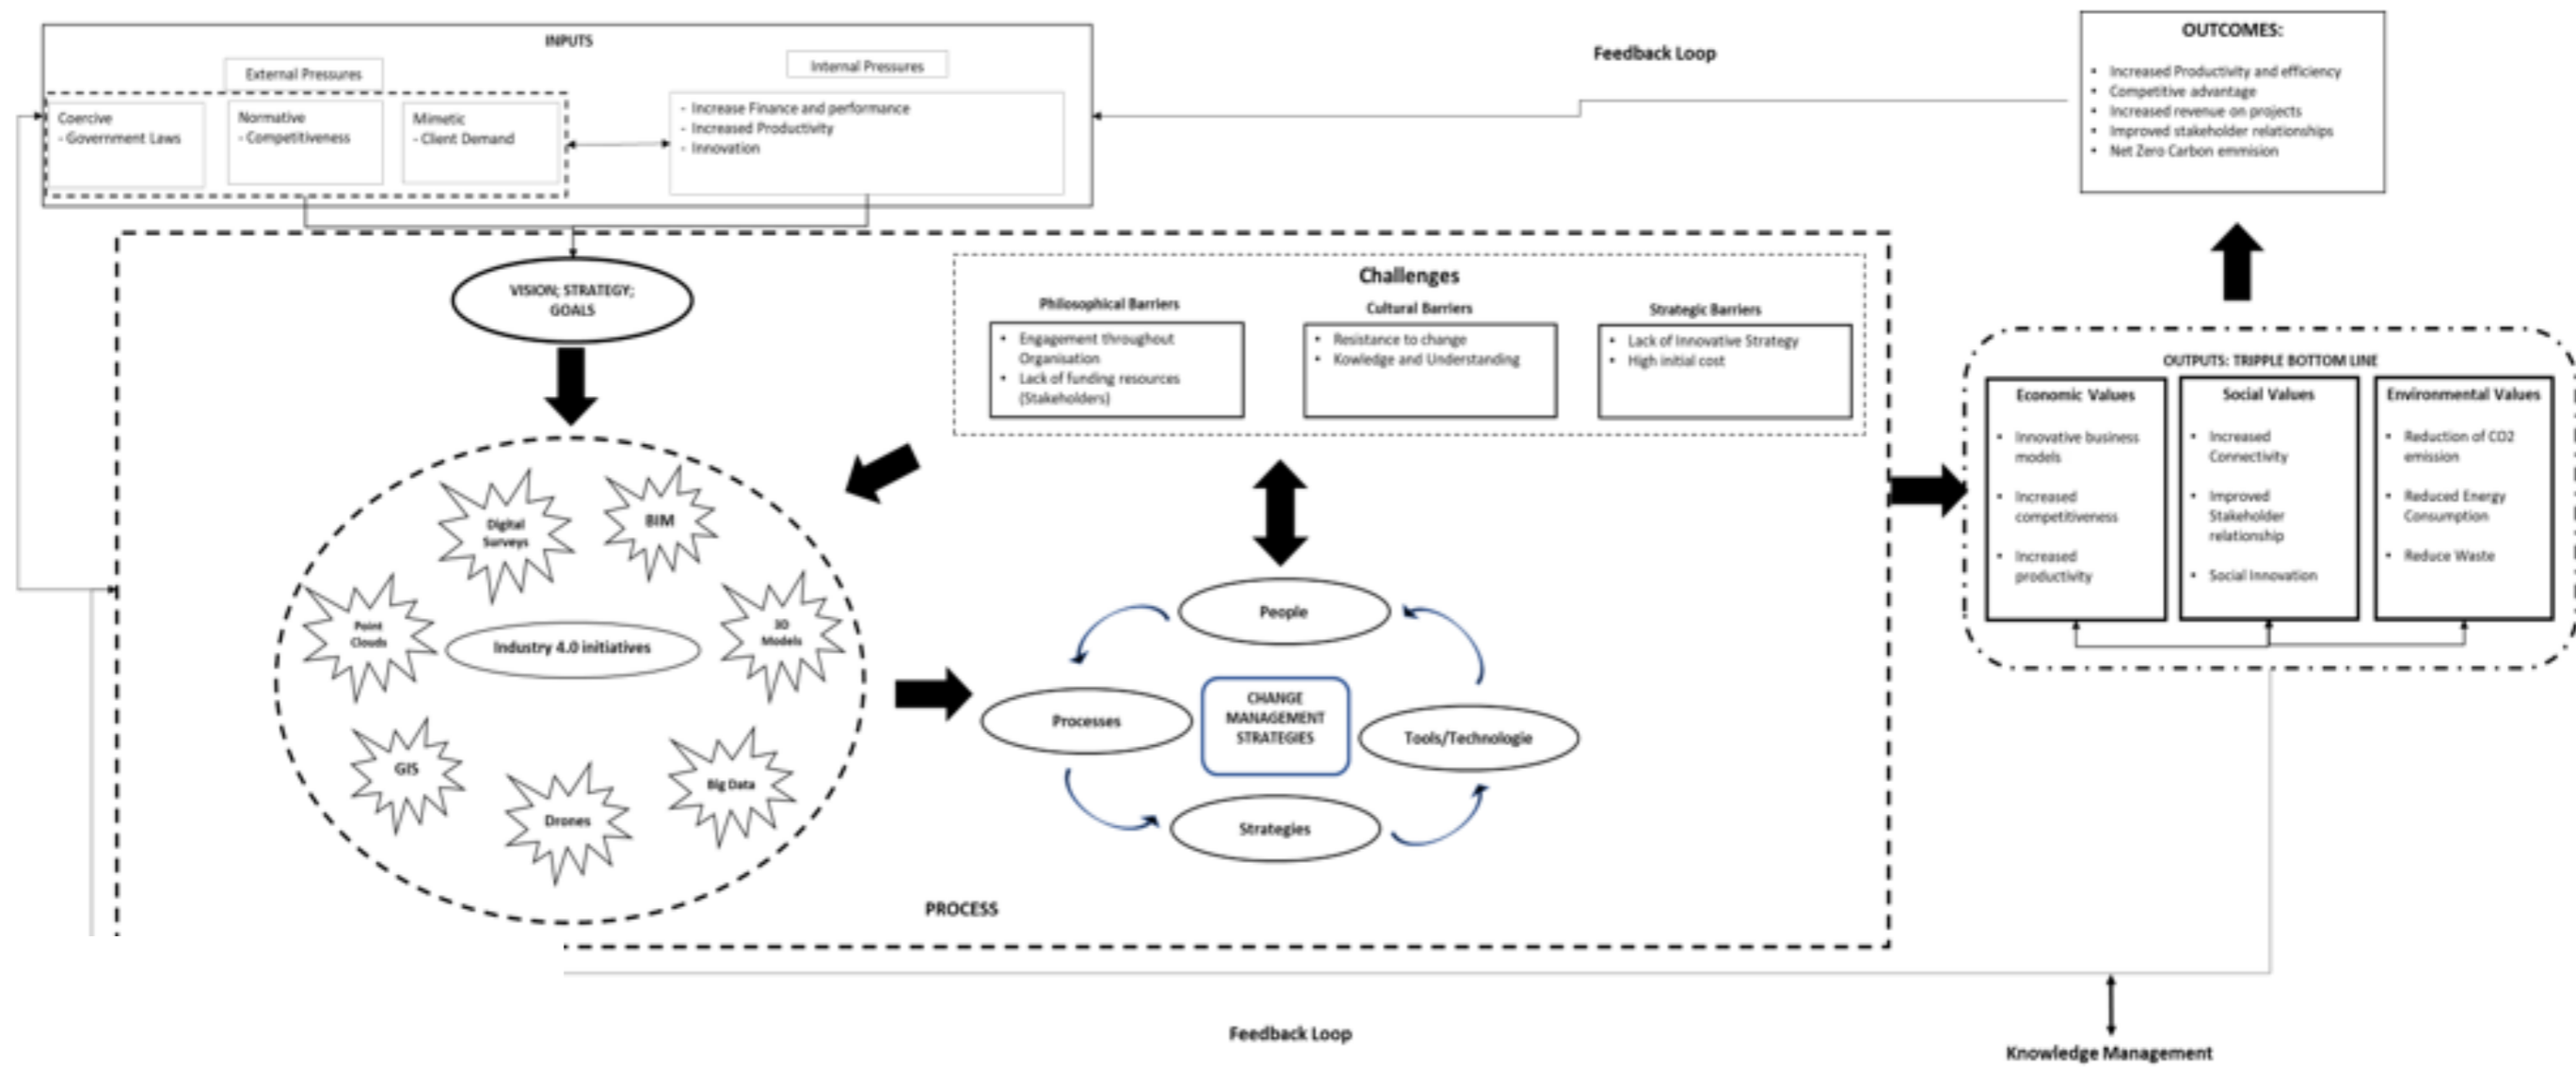 INPUTS
External Pressures
Internal Pressures
Coercive
- Government Laws
Normative
- Competitiveness
Mimetic
- Client Demand
- Increase Finance and performance
- Increased Productivity
- Innovation
Feedback Loop
OUTCOMES:
• Increased Productivity and efficiency
• Competitive advantage
• Increased revenue on projects
• Improved stakeholder relationships
• Net Zero Carbon emmision
VISION; STRATEGY;
GOALS
Challenges
Philosophical Barriers
• Engagement throughout
Organisation
• Lack of funding resources
(Stakeholders)
Cultural Barriers
• Resistance to change
• Kowledge and Understanding
Strategic Barriers
• Lack of Innovative Strategy
• High initial cost
OUTPUTS: TRIPPLE BOTTOM LINE
Economic Values
• Innovative business
models
• Increased
competitiveness
• Increased
productivity
Social Values
• Increased
Connectivity
• Improved
Stakeholder
relationship
• Social Innovation
Environmental Values
• Reduction of CO2
emission
• Reduced Energy
Consumption
• Reduce Waste
Digital
Surveys
BIM
Point
Clouds
Industry 4.0 initiatives
3D
Models
GIS
Drones
Big Data
People
Processes
CHANGE
MANAGEMENT
STRATEGIES
Tools/Technologie
Strategies
PROCESS
Feedback Loop
Knowledge Management